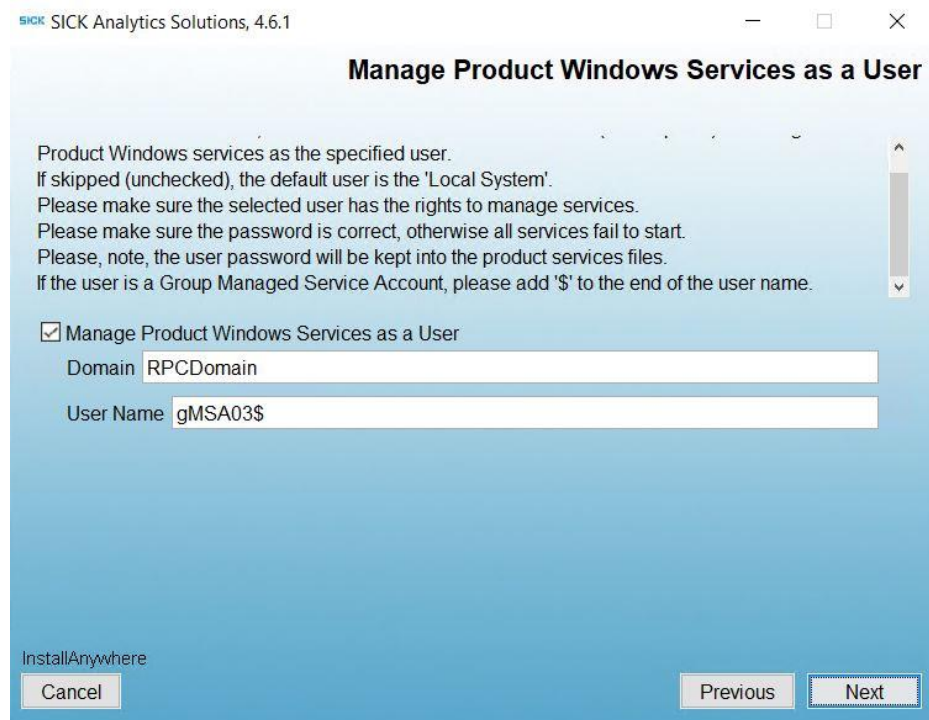 SICK SICK Analytics Solutions, 4.6.1
Manage Product Windows Services as a User
Product Windows services as the specified user.
If skipped (unchecked), the default user is the 'Local System'.
Please make sure the selected user has the rights to manage services.
Please make sure the password is correct, otherwise all services fail to start.
Please, note, the user password will be kept into the product services files.
If the user is a Group Managed Service Account, please add '$' to the end of the user name.
Manage Product Windows Services as a User
Domain RPCDomain
User Name gMSA03$
InstallAnywhere
Cancel Previous Next